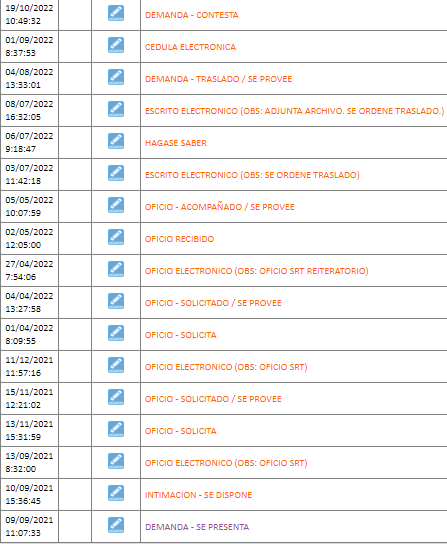 19/10/2022
10:49:32
DEMANDA - CONTESTA
01/09/2022
8:37:53
CEDULA ELECTRONICA
04/08/2022
13:33:01
DEMANDA - TRASLADO / SE PROVEE
08/07/2022
16:32:05
ESCRITO ELECTRONICO (OBS: ADJUNTA ARCHIVO. SE ORDENE TRASLADO.)
06/07/2022
9:18:47
HAGASE SABER
03/07/2022
11:42:18
ESCRITO ELECTRONICO (OBS: SE ORDENE TRASLADO)
05/05/2022
10:07:59
OFICIO - ACOMPAÑADO / SE PROVEE
02/05/2022
12:05:00
OFICIO RECIBIDO
27/04/2022
7:54:06
OFICIO ELECTRONICO (OBS: OFICIO SRT REITERATORIO)
04/04/2022
13:27:58
OFICIO - SOLICITADO / SE PROVEE
01/04/2022
8:09:55
OFICIO - SOLICITA
11/12/2021
11:57:16
OFICIO ELECTRONICO (OBS: OFICIO SRT)
15/11/2021
12:21:02
OFICIO - SOLICITADO / SE PROVEE
13/11/2021
15:31:59
OFICIO - SOLICITA
13/09/2021
8:32:00
OFICIO ELECTRONICO (OBS: OFICIO SRT)
10/09/2021
15:36:45
INTIMACION - SE DISPONE
09/09/2021
11:07:33
DEMANDA - SE PRESENTA